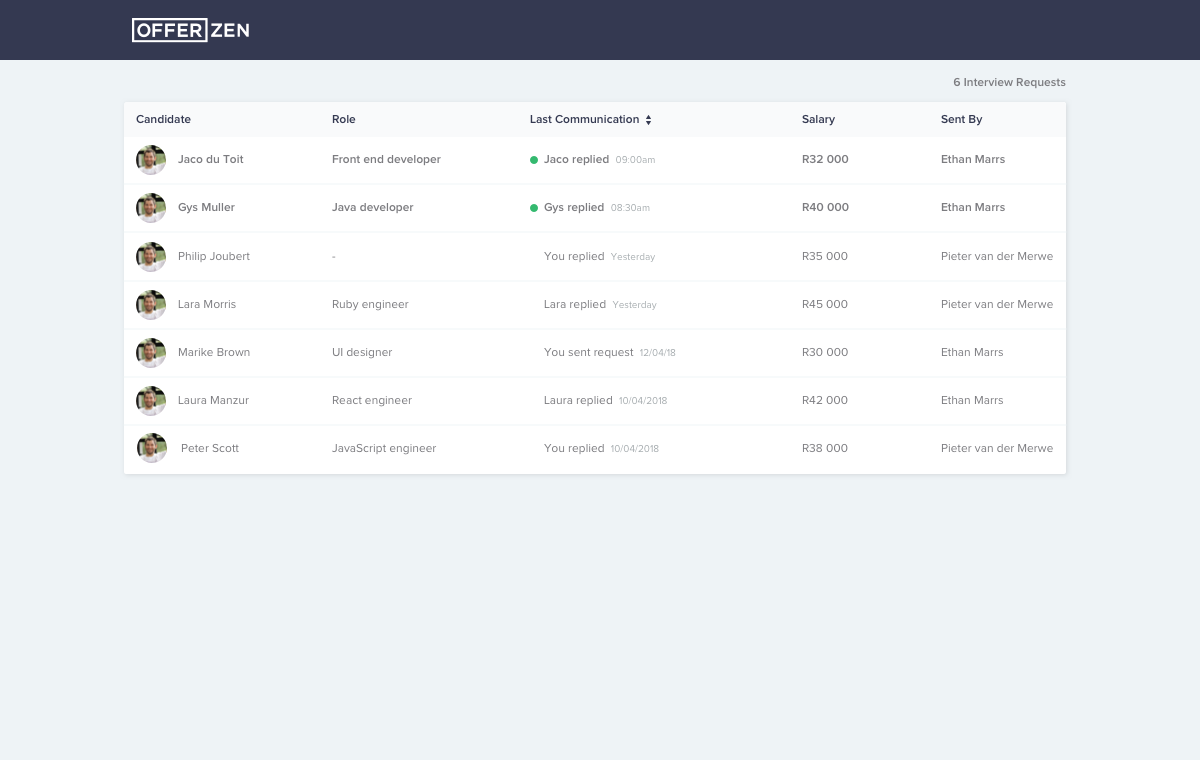 OFFER ZEN
6 Interview Requests
Candidate Role Last Communication Salary Sent By
Jaco du Toit Front end developer Jaco replied 09:00am R32 000 Ethan Marrs
Gys Muller Java developer Gys replied 08:30am R40 000 Ethan Marrs
Philip Joubert - You replied Yesterday R35 000 Pieter van der Merwe
Lara Morris Ruby engineer Lara replied Yesterday R45 000 Pieter van der Merwe
Marike Brown UI designer You sent request 12/04/18 R30 000 Ethan Marrs
Laura Manzur React engineer Laura replied 10/04/2018 R42 000 Ethan Marrs
Peter Scott JavaScript engineer You replied 10/04/2018 R38 000 Pieter van der Merwe